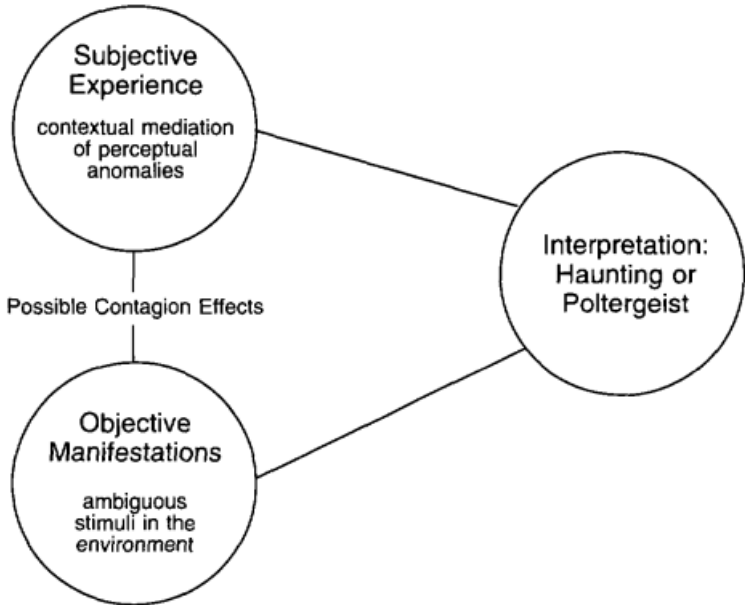 Subjective
Experience
contextual mediation
of perceptual
anomalies
Possible Contagion Effects
Objective
Manifestations
ambiguous
stimuli in the
environment
Interpretation:
Haunting or
Poltergeist